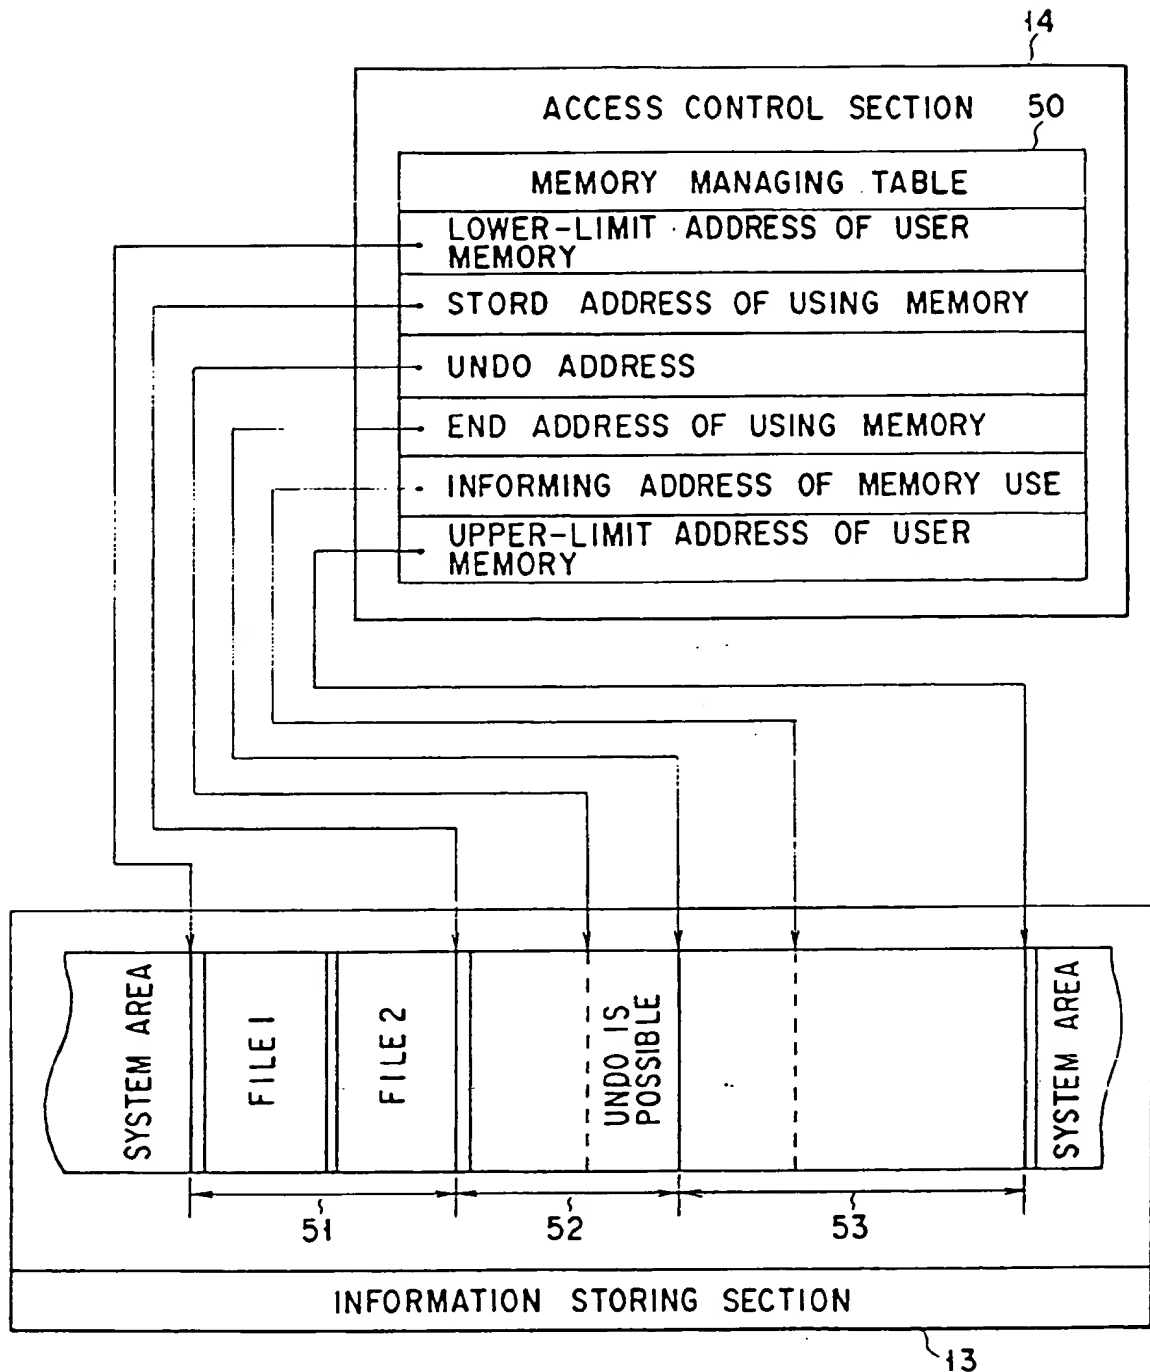 14
ACCESS CONTROL SECTION 50
MEMORY MANAGING TABLE
LOWER-LIMIT ADDRESS OF USER
MEMORY
STORD ADDRESS OF USING MEMORY
UNDO ADDRESS
END ADDRESS OF USING MEMORY
INFORMING ADDRESS OF MEMORY USE
UPPER-LIMIT ADDRESS OF USER
MEMORY
SYSTEM AREA
FILE 1
FILE 2
UNDO IS
POSSIBLE
SYSTEM AREA
51
52
53
INFORMATION STORING SECTION
13